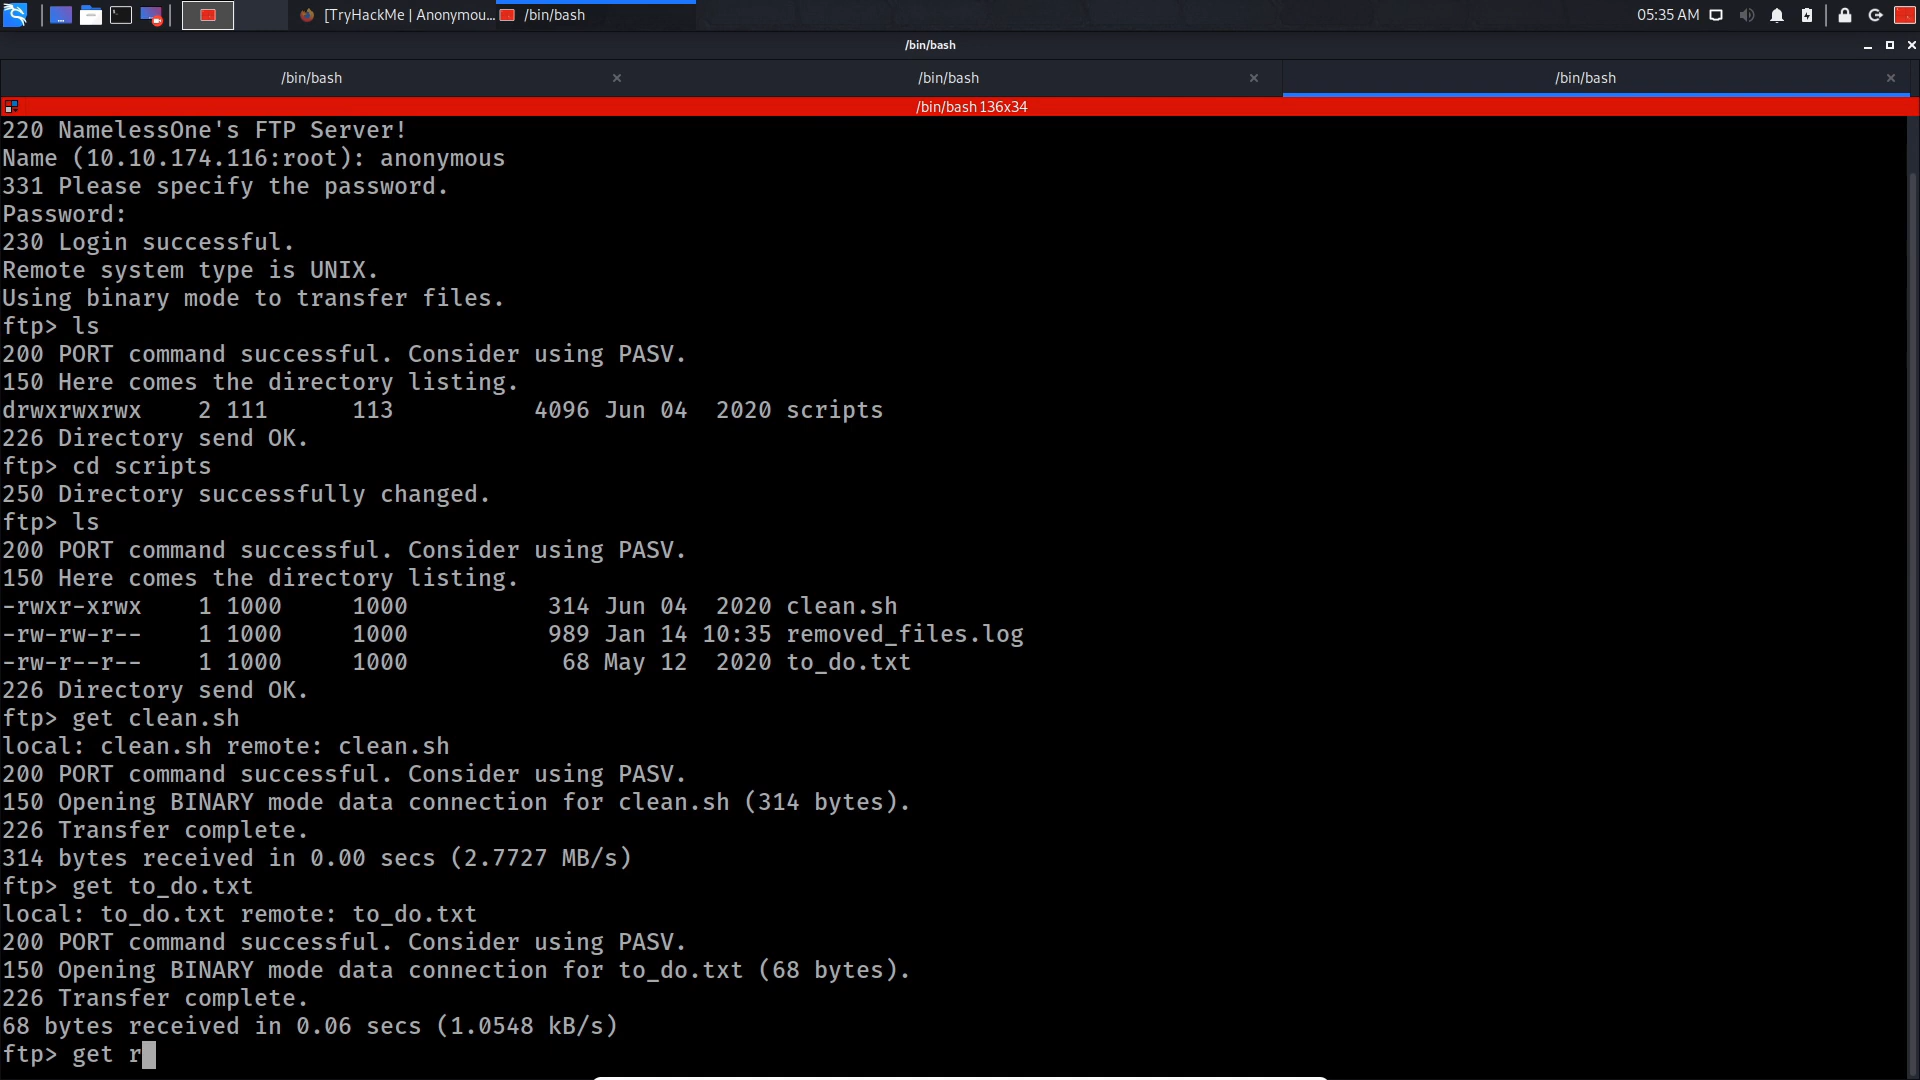 [TryHackMe | Anonymou... /bin/bash 05:35 AM
/bin/bash
/bin/bash /bin/bash /bin/bash
/bin/bash 136x34
220 NamelessOne's FTP Server!
Name (10.10.174.116:root): anonymous
331 Please specify the password.
Password:
230 Login successful.
Remote system type is UNIX.
Using binary mode to transfer files.
ftp> ls
200 PORT command successful. Consider using PASV.
150 Here comes the directory listing.
drwxrwxrwx    2 111      113          4096 Jun 04  2020 scripts
226 Directory send OK.
ftp> cd scripts
250 Directory successfully changed.
ftp> ls
200 PORT command successful. Consider using PASV.
150 Here comes the directory listing.
-rwxr-xrwx    1 1000     1000          314 Jun 04  2020 clean.sh
-rw-rw-r--    1 1000     1000          989 Jan 14 10:35 removed_files.log
-rw-r--r--    1 1000     1000           68 May 12  2020 to_do.txt
226 Directory send OK.
ftp> get clean.sh
local: clean.sh remote: clean.sh
200 PORT command successful. Consider using PASV.
150 Opening BINARY mode data connection for clean.sh (314 bytes).
226 Transfer complete.
314 bytes received in 0.00 secs (2.7727 MB/s)
ftp> get to_do.txt
local: to_do.txt remote: to_do.txt
200 PORT command successful. Consider using PASV.
150 Opening BINARY mode data connection for to_do.txt (68 bytes).
226 Transfer complete.
68 bytes received in 0.06 secs (1.0548 kB/s)
ftp> get r